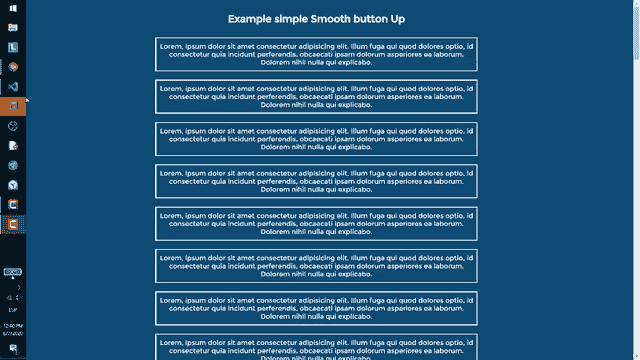 Example simple Smooth button Up
Lorem, ipsum dolor sit amet consectetur adipisicing elit. Illum fuga qui quod dolores optio, id
consectetur quia incidunt perferendis, obcaecati ipsam dolorum asperiores ea laborum.
Dolorem nihil nulla qui explicabo.
Lorem, ipsum dolor sit amet consectetur adipisicing elit. Illum fuga qui quod dolores optio, id
consectetur quia incidunt perferendis, obcaecati ipsam dolorum asperiores ea laborum.
Dolorem nihil nulla qui explicabo.
Lorem, ipsum dolor sit amet consectetur adipisicing elit. Illum fuga qui quod dolores optio, id
consectetur quia incidunt perferendis, obcaecati ipsam dolorum asperiores ea laborum.
Dolorem nihil nulla qui explicabo.
Lorem, ipsum dolor sit amet consectetur adipisicing elit. Illum fuga qui quod dolores optio, id
consectetur quia incidunt perferendis, obcaecati ipsam dolorum asperiores ea laborum.
Dolorem nihil nulla qui explicabo.
Lorem, ipsum dolor sit amet consectetur adipisicing elit. Illum fuga qui quod dolores optio, id
consectetur quia incidunt perferendis, obcaecati ipsam dolorum asperiores ea laborum.
Dolorem nihil nulla qui explicabo.
Lorem, ipsum dolor sit amet consectetur adipisicing elit. Illum fuga qui quod dolores optio, id
consectetur quia incidunt perferendis, obcaecati ipsam dolorum asperiores ea laborum.
Dolorem nihil nulla qui explicabo.
Lorem, ipsum dolor sit amet consectetur adipisicing elit. Illum fuga qui quod dolores optio, id
consectetur quia incidunt perferendis, obcaecati ipsam dolorum asperiores ea laborum.
Dolorem nihil nulla qui explicabo.
Lorem, ipsum dolor sit amet consectetur adipisicing elit. Illum fuga qui quod dolores optio, id
consectetur quia incidunt perferendis, obcaecati ipsam dolorum asperiores ea laborum.
ESP